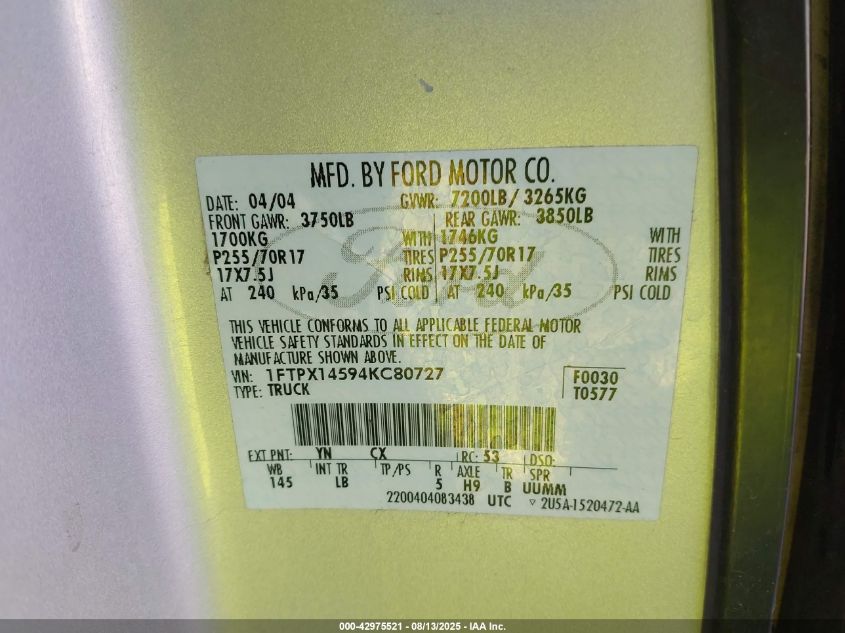 MFD. BY FORD MOTOR CO.
DATE: 04/04 GVWR: 7200LB/ 3265KG
FRONT GAWR: 3750LB REAR GAWR: 3850LB
1700KG WITH 1746KG WITH
P255/70R17 TIRES P255/70R17 TIRES
17X7.5J RIMS 17X7.5J RIMS
AT 240 kPa/35 PSI COLD AT 240 kPa/35 PSI COLD
THIS VEHICLE CONFORMS TO ALL APPLICABLE FEDERAL MOTOR
VEHICLE SAFETY STANDARDS IN EFFECT ON THE DATE OF
MANUFACTURE SHOWN ABOVE.
VIN: 1FTPX14594KC80727 F0030
TYPE: TRUCK T0577
EXT PNT: YN CX RC: 53 DSO:
WB INT TR TP/PS R AXLE TR SPR
145 LB 5 H9 B UUMM
2200404083438 UTC ▽ 2U5A-1520472-AA
Ford
000-42975521 - 08/13/2025 - IAA Inc.